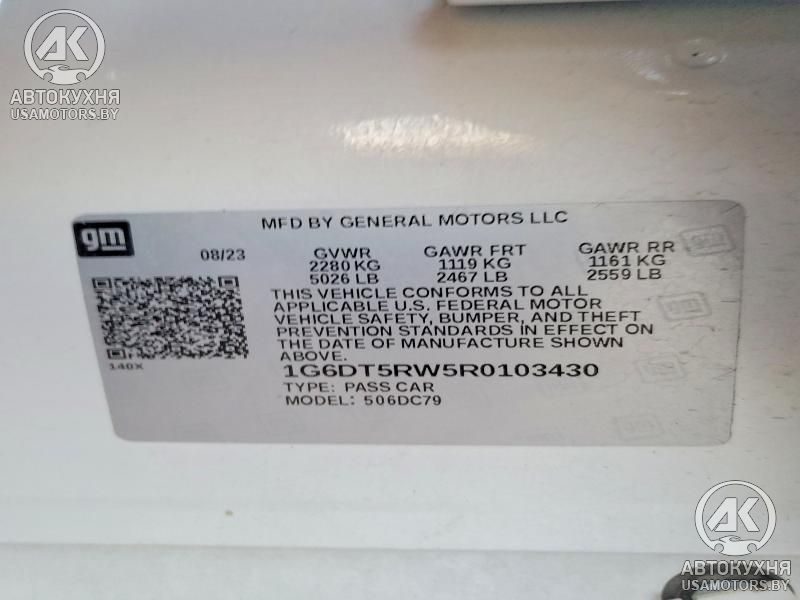 AK
АВТОКУХНЯ
USAMOTORS.BY
gm
MFD BY GENERAL MOTORS LLC
08/23
GVWR
2280 KG
5026 LB
GAWR FRT
1119 KG
2467 LB
GAWR RR
1161 KG
2559 LB
THIS VEHICLE CONFORMS TO ALL
APPLICABLE U.S. FEDERAL MOTOR
VEHICLE SAFETY, BUMPER, AND THEFT
PREVENTION STANDARDS IN EFFECT ON
THE DATE OF MANUFACTURE SHOWN
ABOVE.
140X
1G6DT5RW5R0103430
TYPE: PASS CAR
MODEL: 506DC79
AK
АВТОКУХНЯ
USAMOTORS.BY